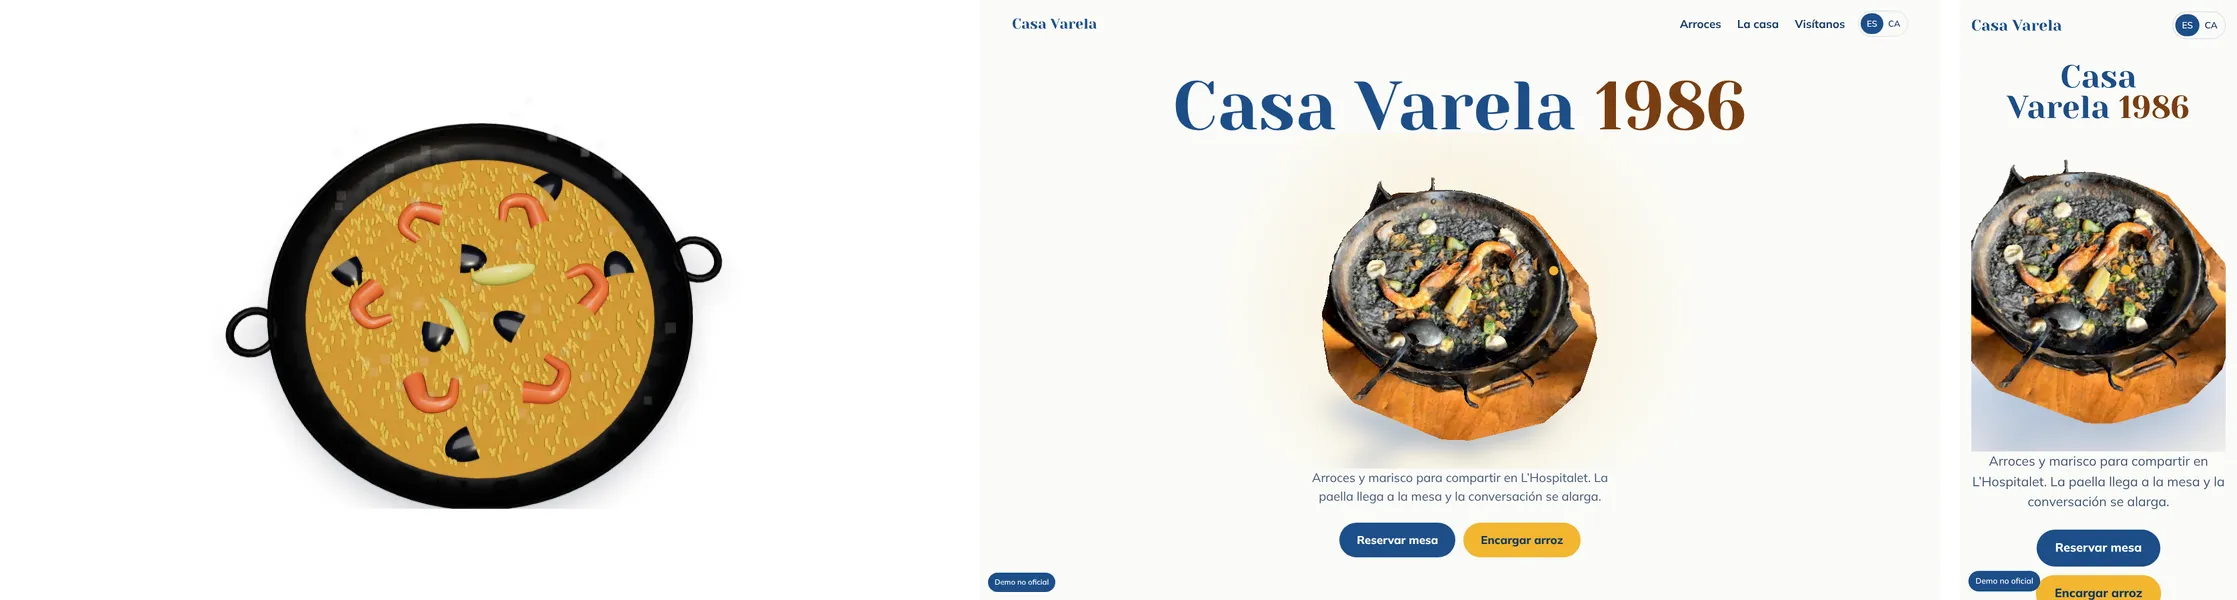 Casa Varela
Arroces La casa Visítanos ES CA
Casa Varela 1986
Arroces y marisco para compartir en L’Hospitalet. La
paella llega a la mesa y la conversación se alarga.
Reservar mesa Encargar arroz
Demo no oficial
Casa Varela
ES CA
Casa
Varela 1986
Arroces y marisco para compartir en
L’Hospitalet. La paella llega a la mesa y la
conversación se alarga.
Reservar mesa
Demo no oficial
Encargar arroz